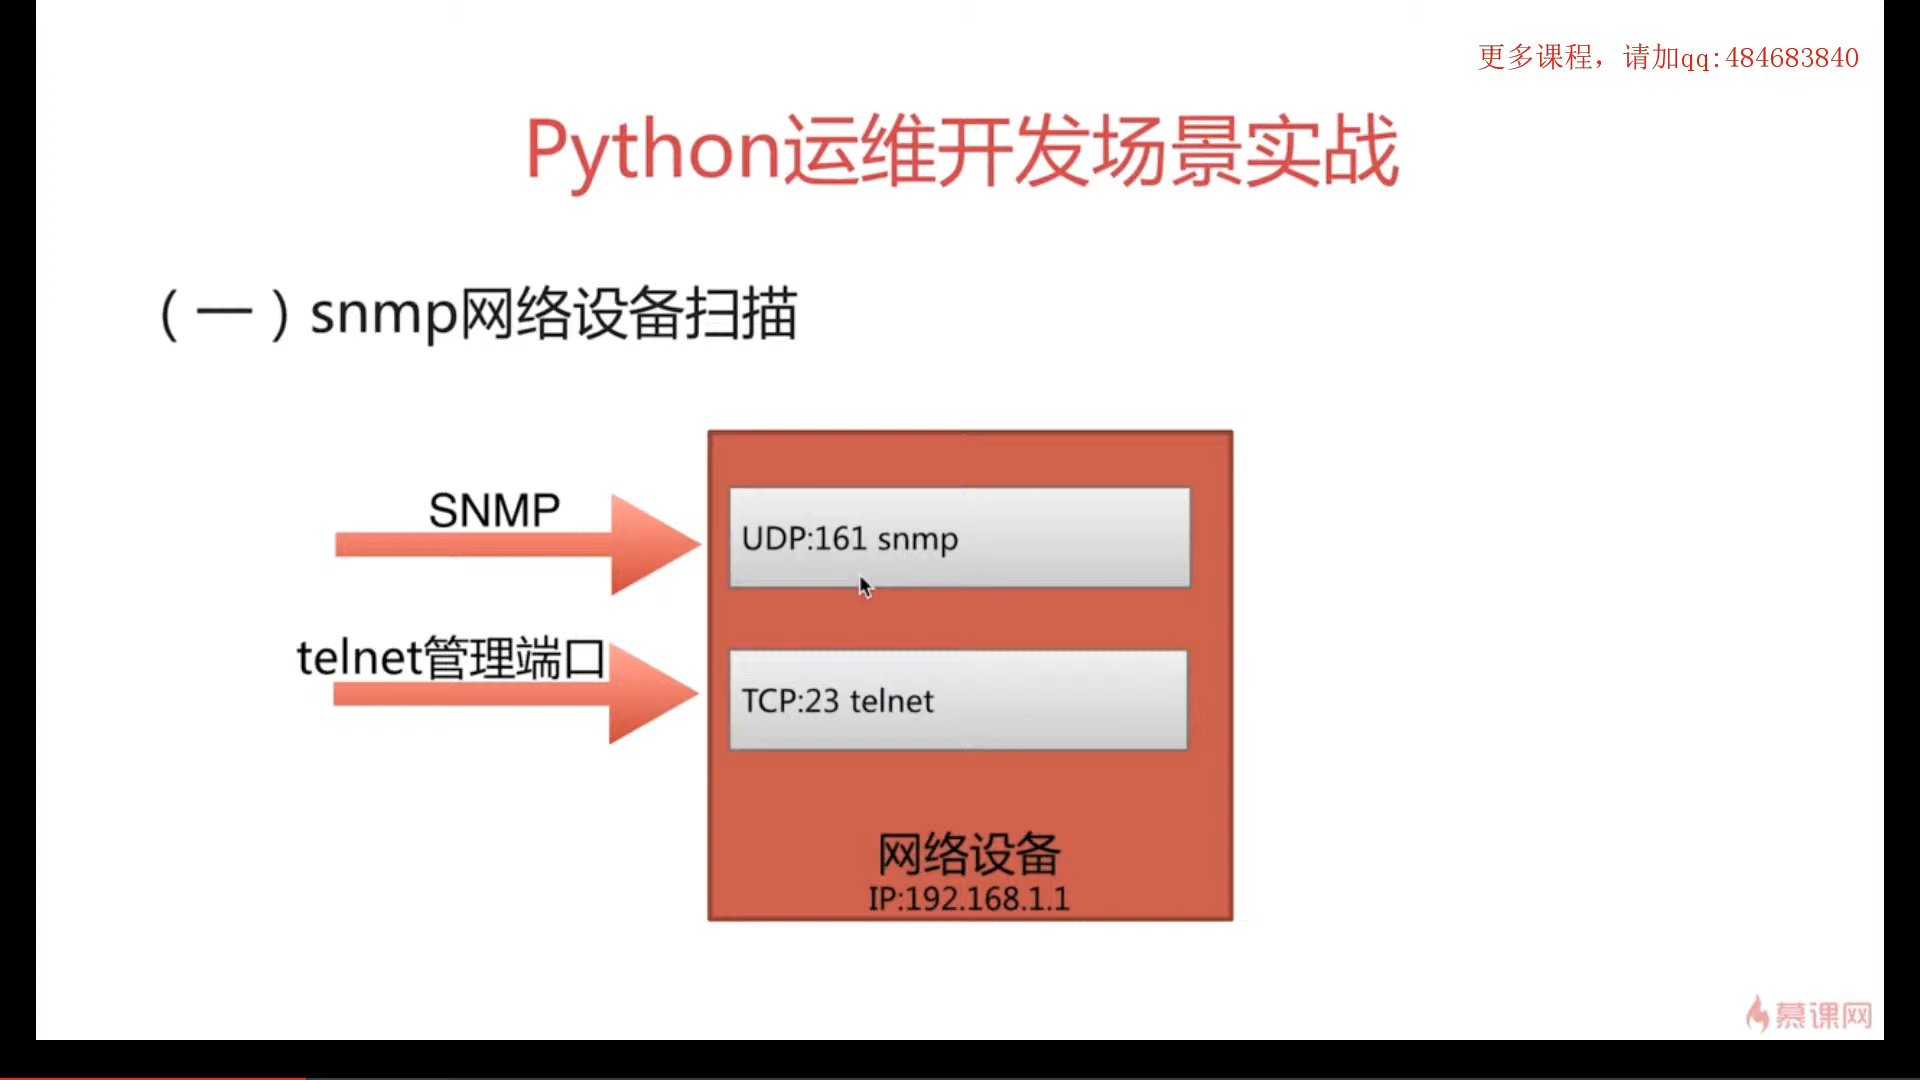 更多课程，请加qq:484683840
Python运维开发场景实战
（一）snmp网络设备扫描
SNMP
UDP:161 snmp
telnet管理端口
TCP:23 telnet
网络设备
IP:192.168.1.1
慕课网